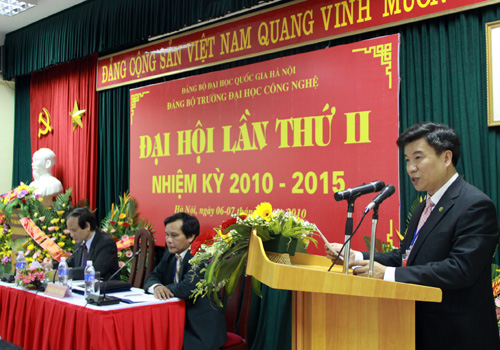 ĐẢNG CỘNG SẢN VIỆT NAM QUANG VINH MUÔN
ĐẢNG BỘ ĐẠI HỌC QUỐC GIA HÀ NỘI
ĐẢNG BỘ TRƯỜNG ĐẠI HỌC CÔNG NGHỆ
ĐẠI HỘI LẦN THỨ II
NHIỆM KỲ 2010 - 2015
Hà Nội, ngày 06-07 2010